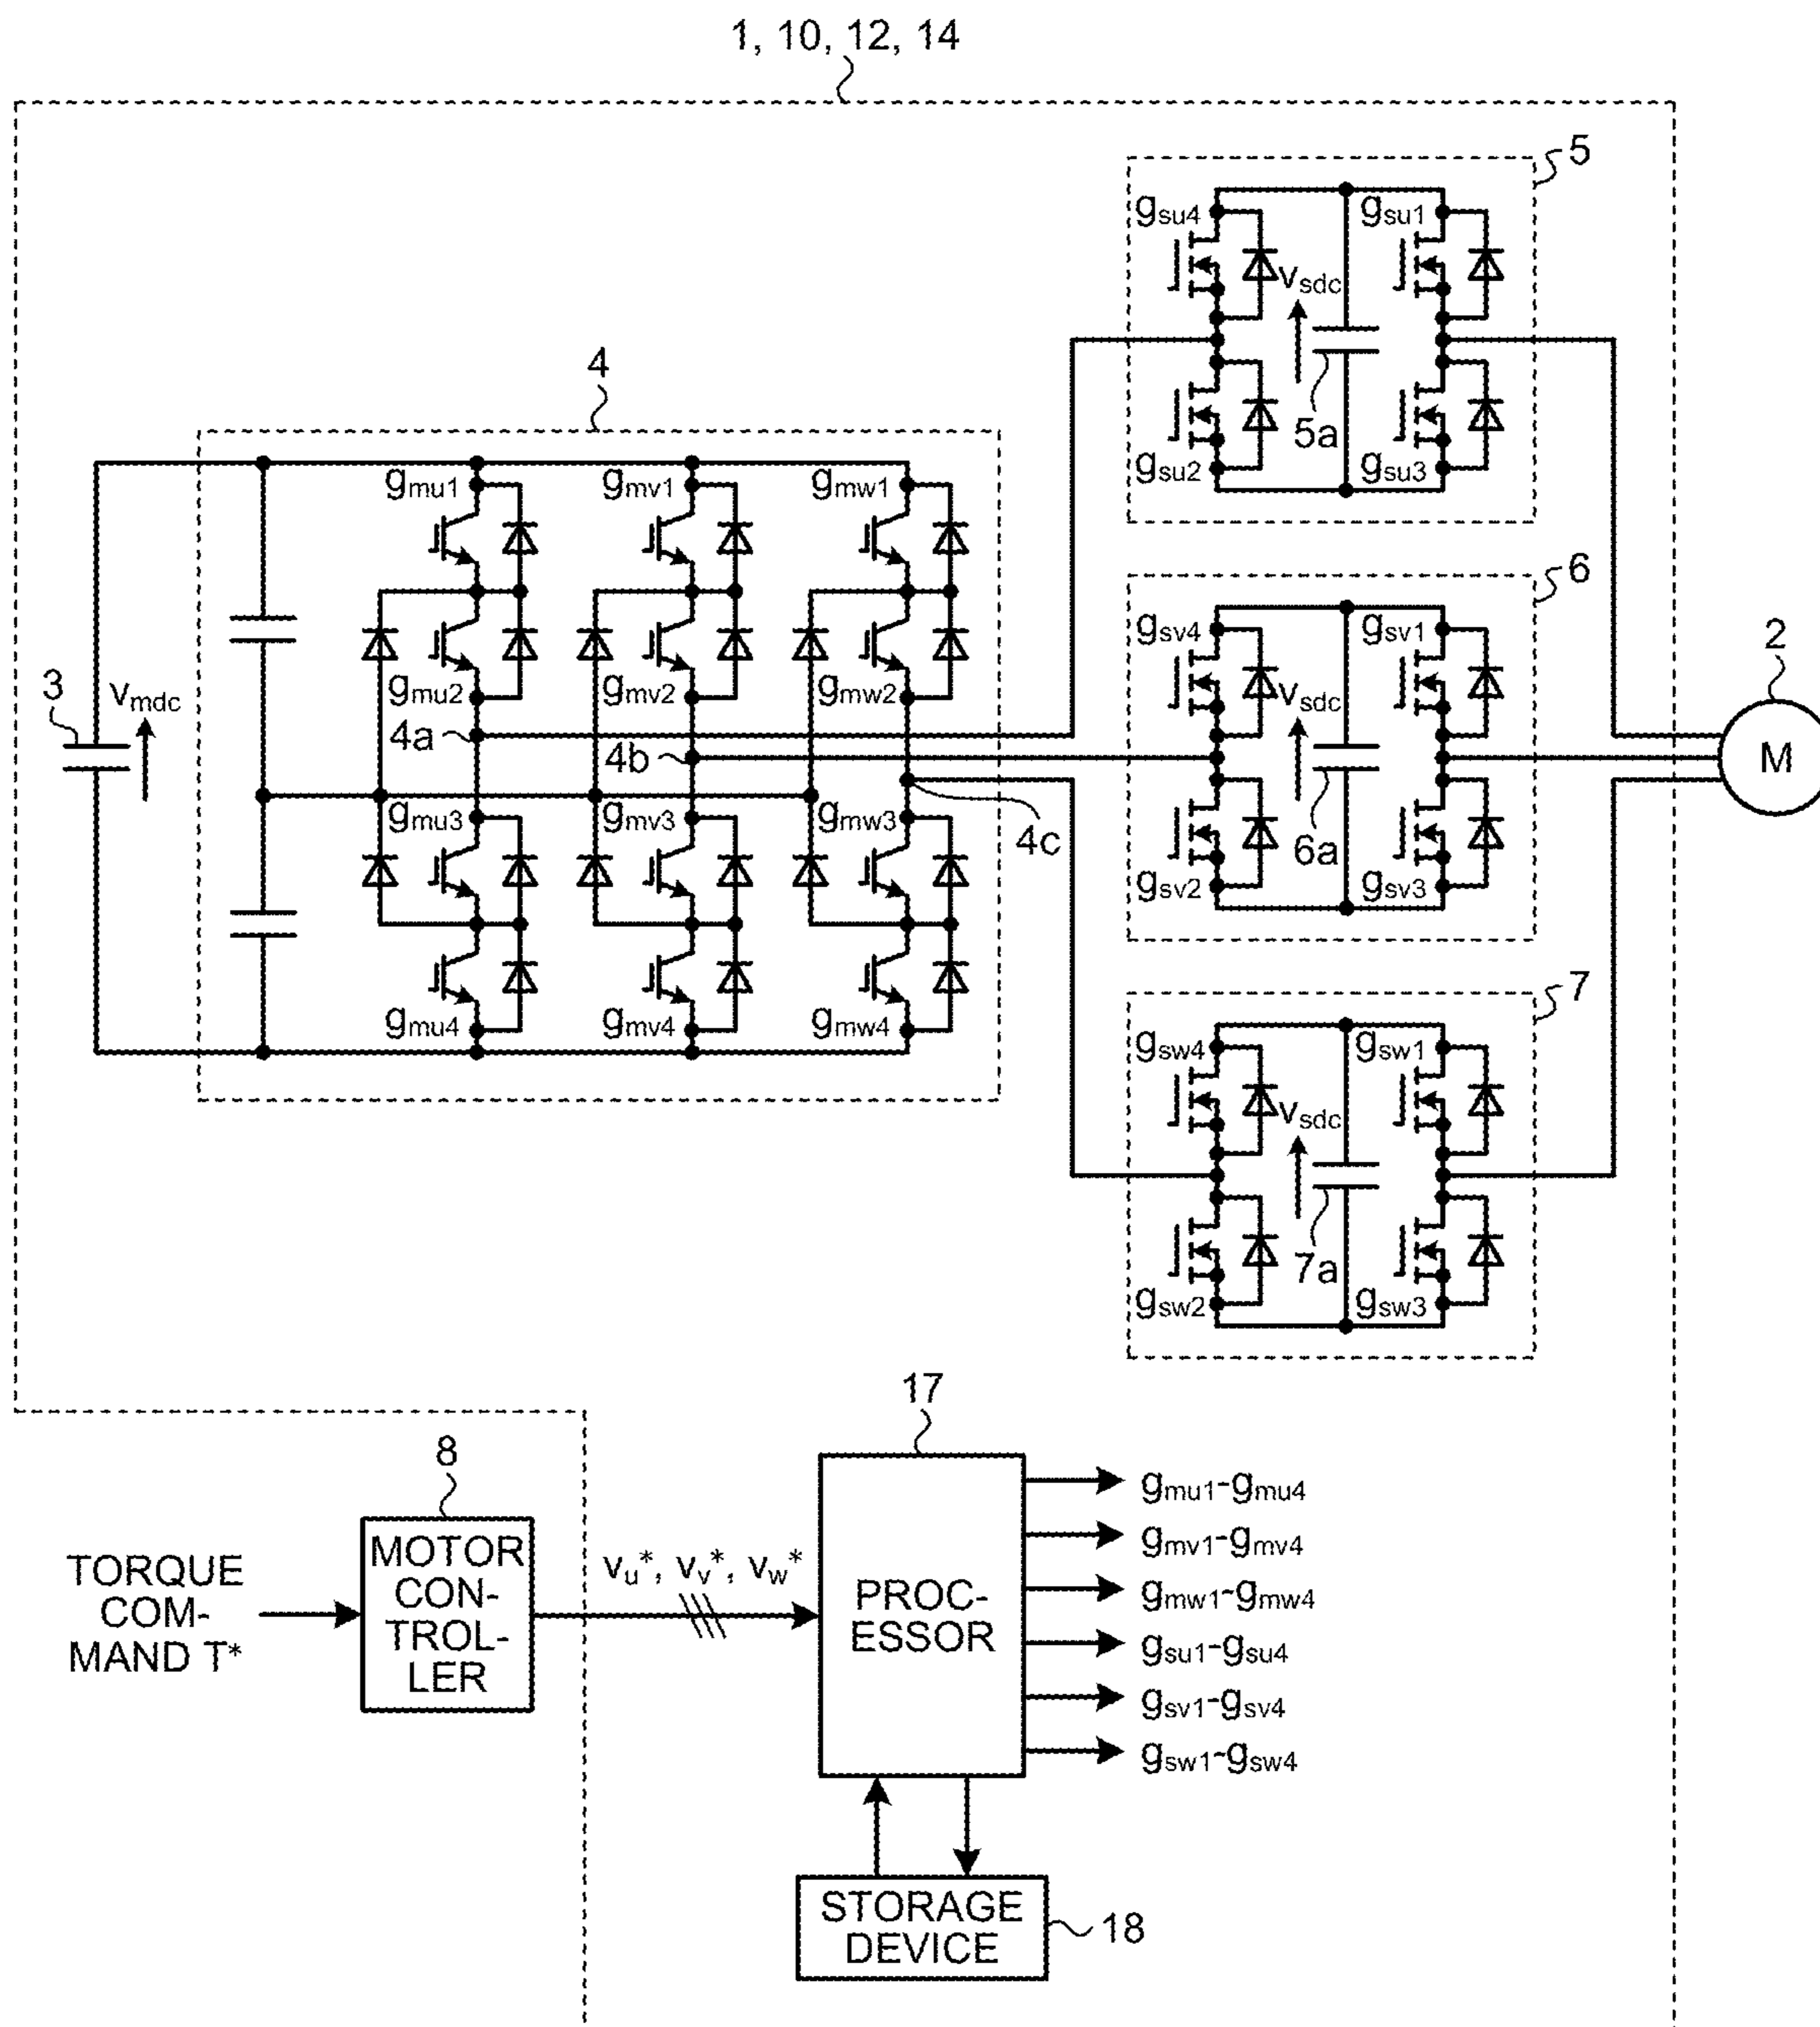 1, 10, 12, 14
5
gsu4
gsu1
vsdc
5a
gsu2
gsu3
4
gmu1
gmv1
gmw1
6
gsv4
gsv1
vsdc
6a
gsv2
gsv3
2
M
3
vmdc
gmu2
gmv2
gmw2
4a
4b
4c
gmu3
gmv3
gmw3
gmu4
gmv4
gmw4
7
gsw4
gsw1
vsdc
7a
gsw2
gsw3
17
8
TORQUE
COM-
MAND T*
MOTOR
CON-
TROL-
LER
vu*, vv*, vw*
PROC-
ESSOR
gmu1-gmu4
gmv1-gmv4
gmw1-gmw4
gsu1-gsu4
gsv1-gsv4
gsw1-gsw4
STORAGE
DEVICE
18